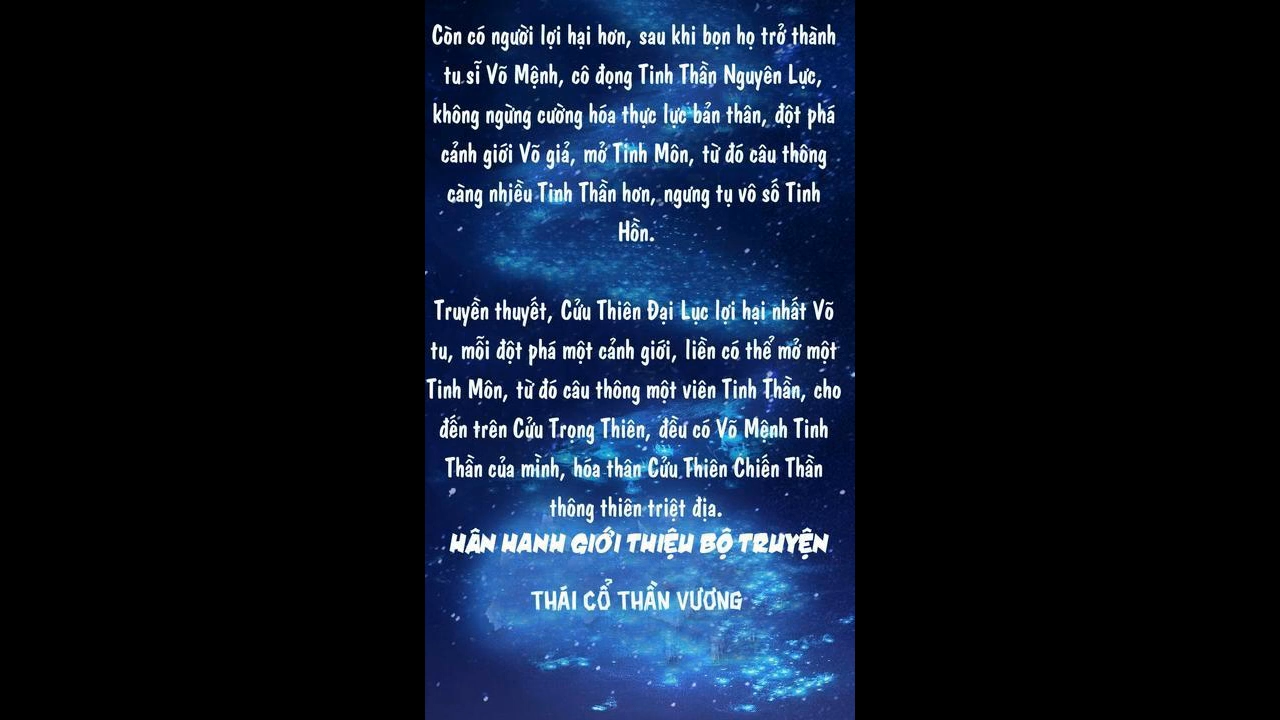 Còn có người lợi hại hơn, sau khi bọn họ trở thành
tu sĩ Võ Mệnh, cô đọng Tinh Thần Nguyên Lực,
không ngừng cường hóa thực lực bản thân, đột phá
cảnh giới Võ giả, mở Tinh Môn, từ đó câu thông
càng nhiều Tinh Thần hơn, ngưng tụ vô số Tinh
Hồn.
Truyền thuyết, Cửu Thiên Đại Lục lợi hại nhất Võ
tu, mỗi đột phá một cảnh giới, liền có thể mở một
Tinh Môn, từ đó câu thông một viên Tinh Thần, cho
đến trên Cửu Trọng Thiên, đều có Võ Mệnh Tinh
Thần của mình, hóa thân Cửu Thiên Chiến Thần
thông thiên triệt địa.
HÂN HANH GIỚI THIỆU BỘ TRUYỆN
THÁI CỔ THẦN VƯƠNG